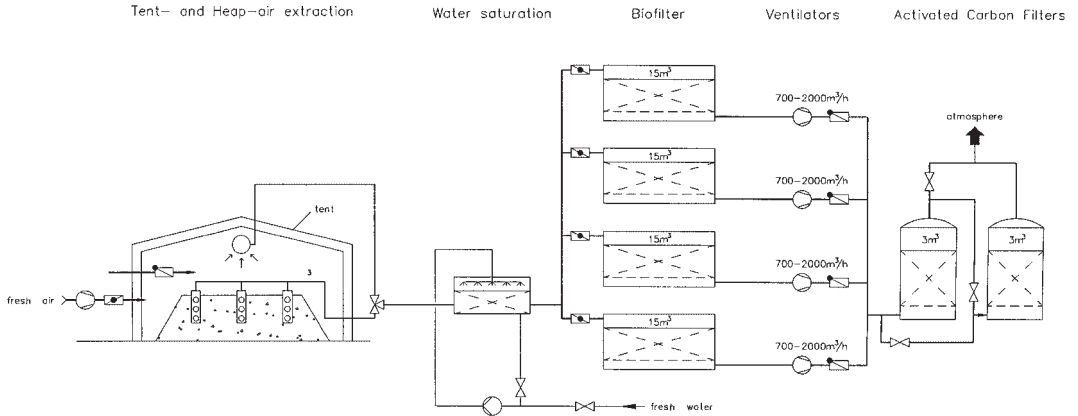 Tent- and Heap-air extraction
Water saturation
Biofilter
Ventilators
Activated Carbon Filters
15m³
700-2000m³/h
atmosphere
15m³
700-2000m³/h
tent
3m³
3m³
15m³
3
700-2000m³/h
fresh air
15m³
700-2000m³/h
fresh water